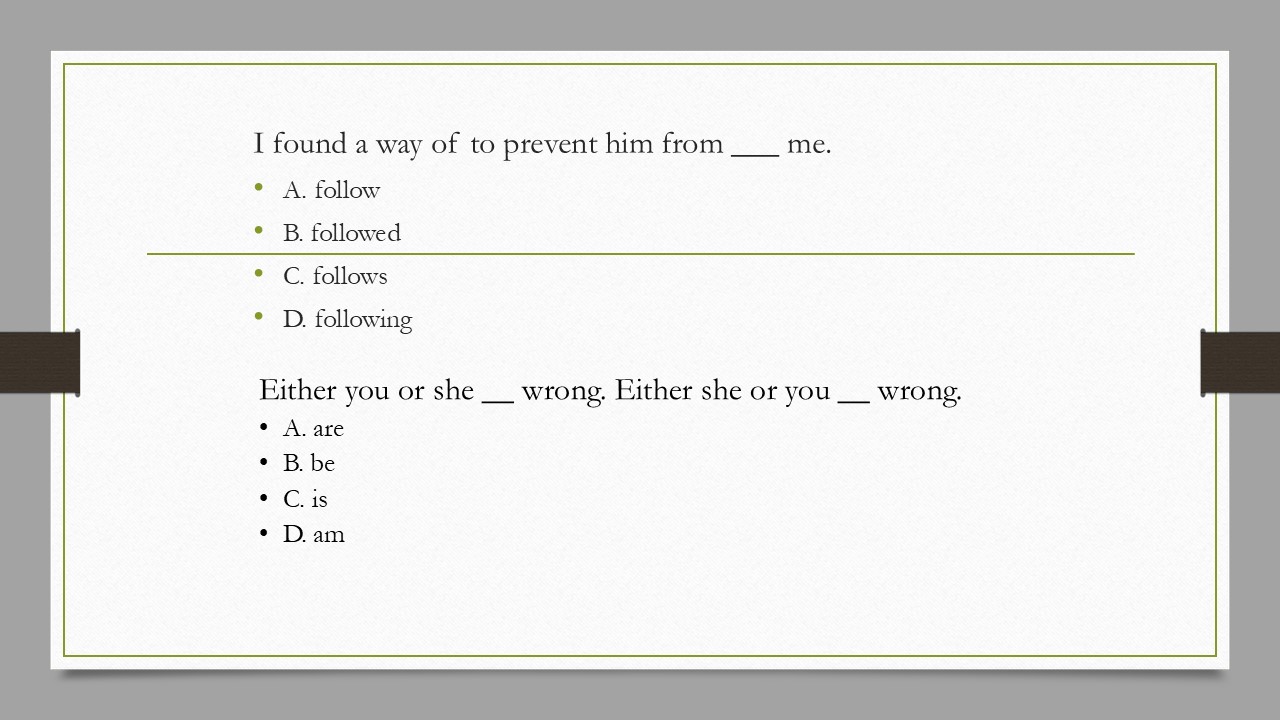 I found a way of to prevent him from ___ me.
• A. follow
• B. followed
• C. follows
• D. following
Either you or she __ wrong. Either she or you __ wrong.
• A. are
• B. be
• C. is
• D. am